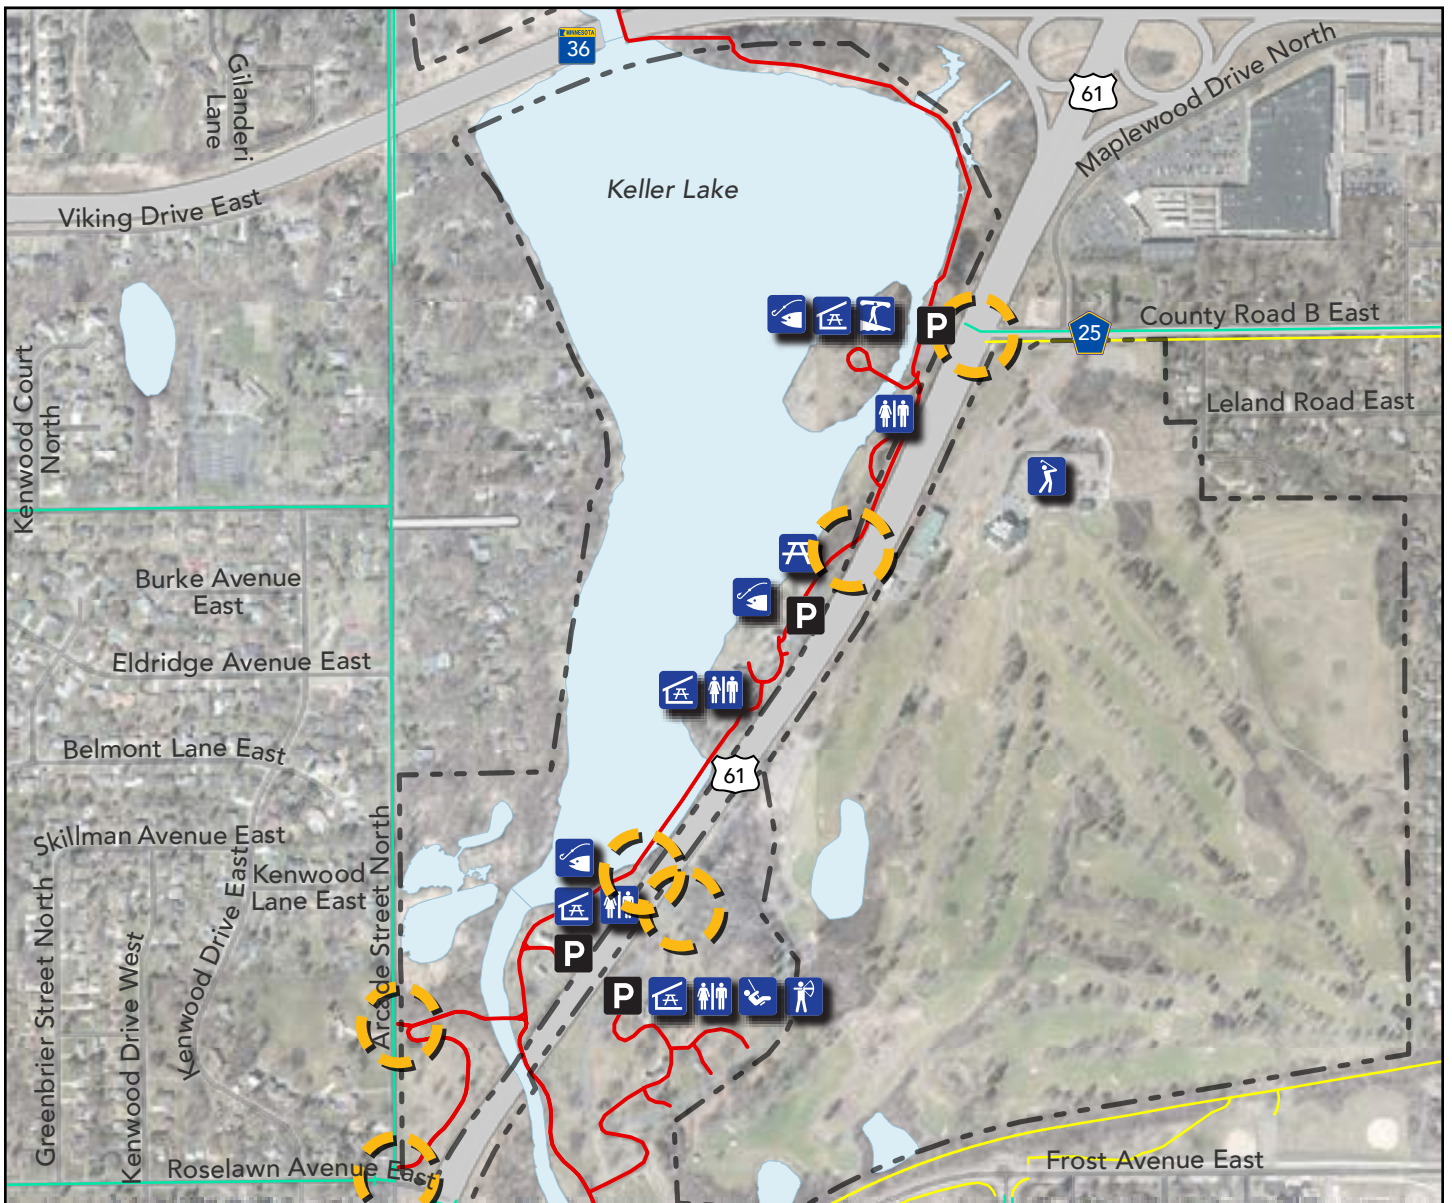 MINNESOTA
36
Gilanderi
Lane
61
Maplewood Drive North
Keller Lake
Viking Drive East
P
County Road B East
25
Kenwood Court
North
Leland Road East
Burke Avenue
East
P
Eldridge Avenue East
Belmont Lane East
61
Skillman Avenue East
Kenwood
Lane East
Arcade Street North
Greenbrier Street North
Kenwood Drive West
Kenwood Drive East
P
P
Roselawn Avenue East
Frost Avenue East